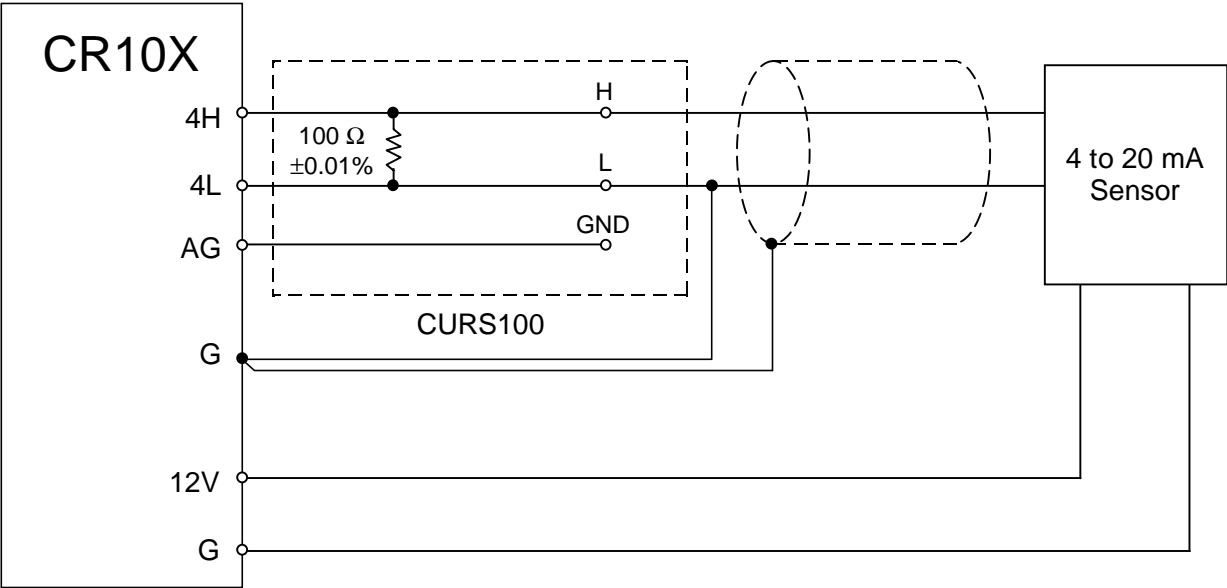 CR10X
4H
4L
AG
G
12V
G
100 Ω
±0.01%
H
L
GND
CURS100
4 to 20 mA
Sensor